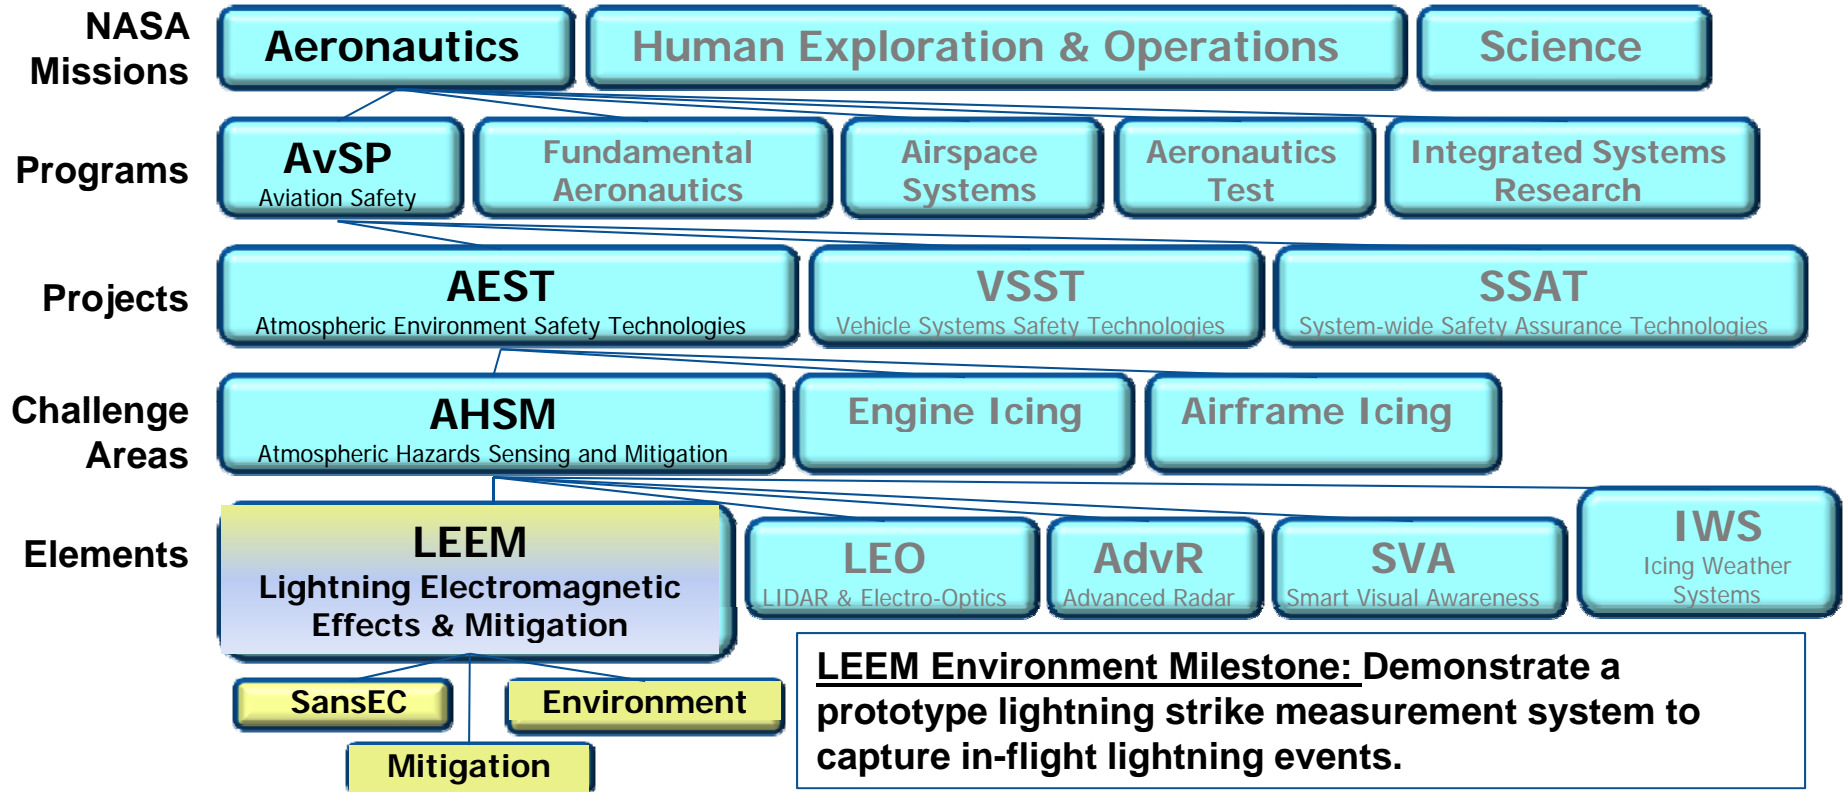 NASA
Missions
Aeronautics
Human Exploration & Operations
Science
Programs
AvSP
Aviation Safety
Fundamental
Aeronautics
Airspace
Systems
Aeronautics
Test
Integrated Systems
Research
Projects
AEST
Atmospheric Environment Safety Technologies
VSST
Vehicle Systems Safety Technologies
SSAT
System-wide Safety Assurance Technologies
Challenge
Areas
AHSM
Atmospheric Hazards Sensing and Mitigation
Engine Icing
Airframe Icing
Elements
LEEM
Lightning Electromagnetic
Effects & Mitigation
LEO
LIDAR & Electro-Optics
AdvR
Advanced Radar
SVA
Smart Visual Awareness
IWS
Icing Weather
Systems
SansEC
Environment
Mitigation
LEEM Environment Milestone: Demonstrate a
prototype lightning strike measurement system to
capture in-flight lightning events.